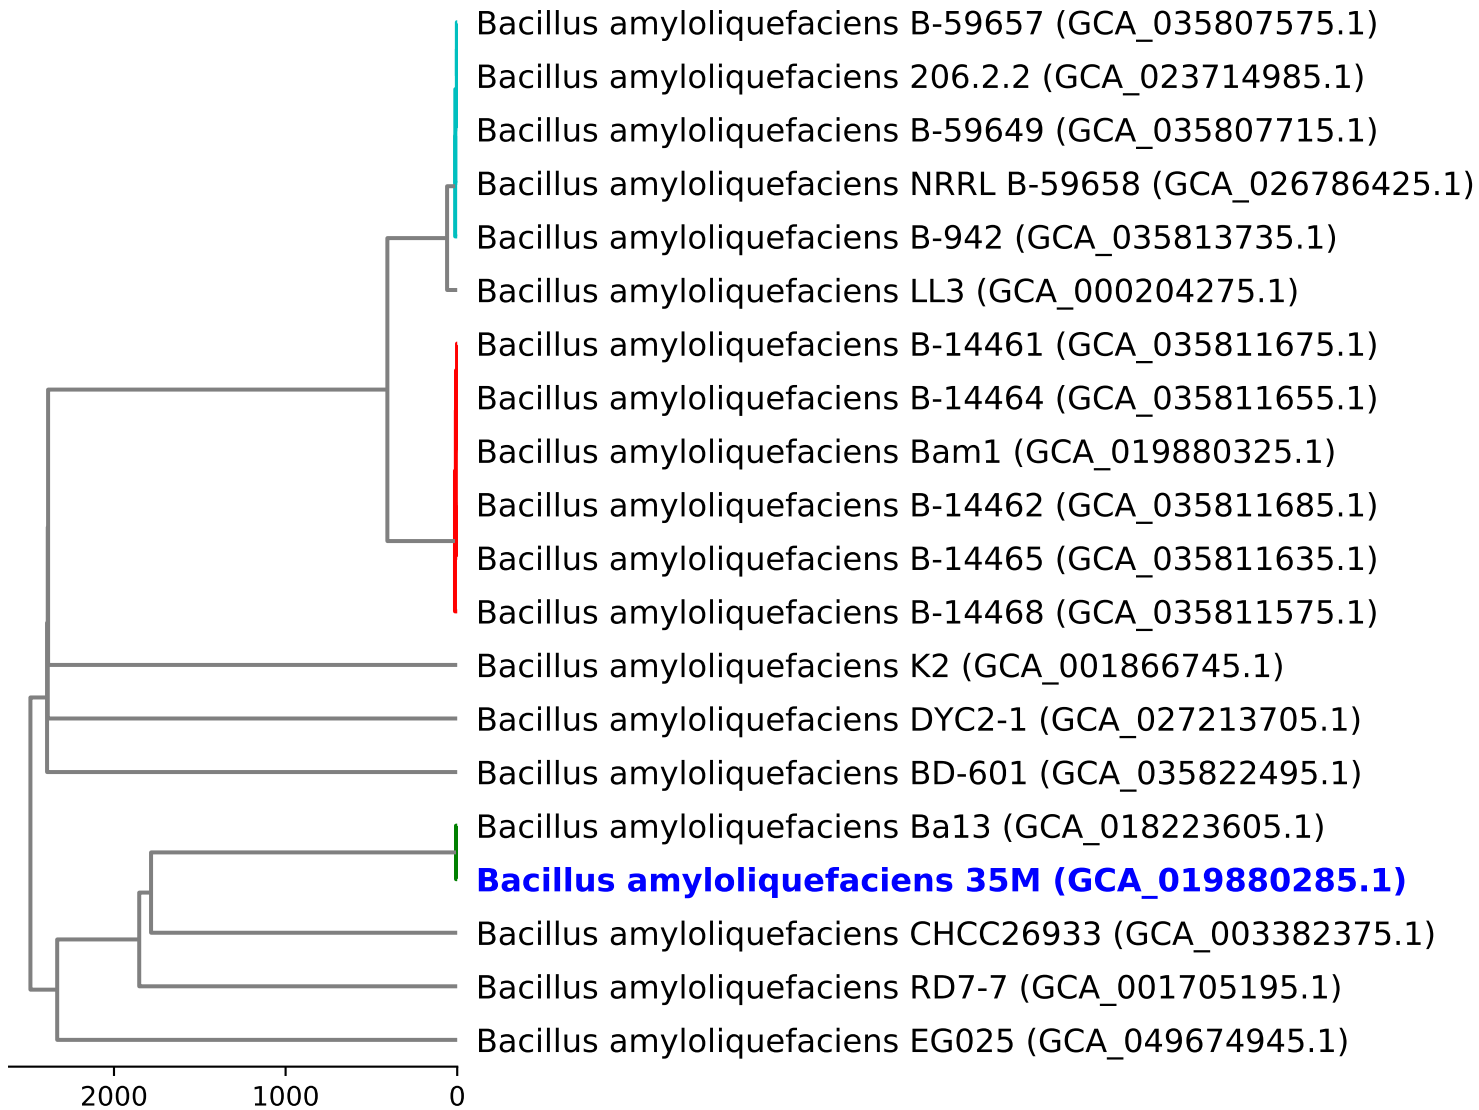 Bacillus amyloliquefaciens B-59657 (GCA_035807575.1)
Bacillus amyloliquefaciens 206.2.2 (GCA_023714985.1)
Bacillus amyloliquefaciens B-59649 (GCA_035807715.1)
Bacillus amyloliquefaciens NRRL B-59658 (GCA_026786425.1)
Bacillus amyloliquefaciens B-942 (GCA_035813735.1)
Bacillus amyloliquefaciens LL3 (GCA_000204275.1)
Bacillus amyloliquefaciens B-14461 (GCA_035811675.1)
Bacillus amyloliquefaciens B-14464 (GCA_035811655.1)
Bacillus amyloliquefaciens Bam1 (GCA_019880325.1)
Bacillus amyloliquefaciens B-14462 (GCA_035811685.1)
Bacillus amyloliquefaciens B-14465 (GCA_035811635.1)
Bacillus amyloliquefaciens B-14468 (GCA_035811575.1)
Bacillus amyloliquefaciens K2 (GCA_001866745.1)
Bacillus amyloliquefaciens DYC2-1 (GCA_027213705.1)
Bacillus amyloliquefaciens BD-601 (GCA_035822495.1)
Bacillus amyloliquefaciens Ba13 (GCA_018223605.1)
Bacillus amyloliquefaciens 35M (GCA_019880285.1)
Bacillus amyloliquefaciens CHCC26933 (GCA_003382375.1)
Bacillus amyloliquefaciens RD7-7 (GCA_001705195.1)
Bacillus amyloliquefaciens EG025 (GCA_049674945.1)
2000 1000 0